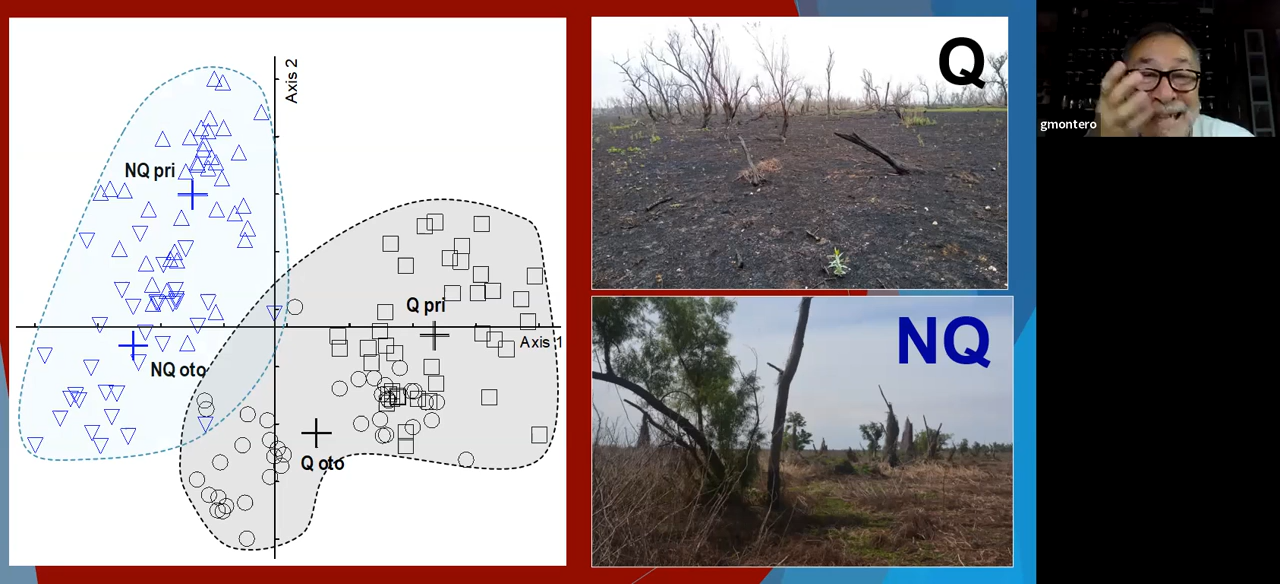 Axis 2
NQ pri
Q pri
Axis 1
NQ oto
Q oto
Q
NQ
gmontero